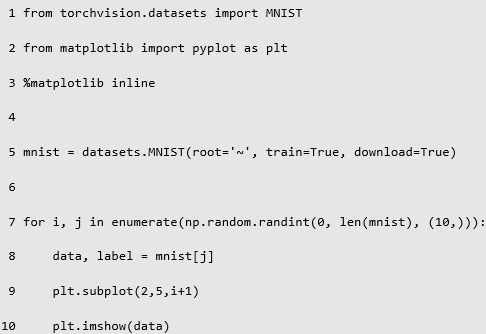 1 from torchvision.datasets import MNIST
2 from matplotlib import pyplot as plt
3 %matplotlib inline
4
5 mnist = datasets.MNIST(root='~', train=True, download=True)
6
7 for i, j in enumerate(np.random.randint(0, len(mnist), (10,))):
8     data, label = mnist[j]
9     plt.subplot(2,5,i+1)
10     plt.imshow(data)